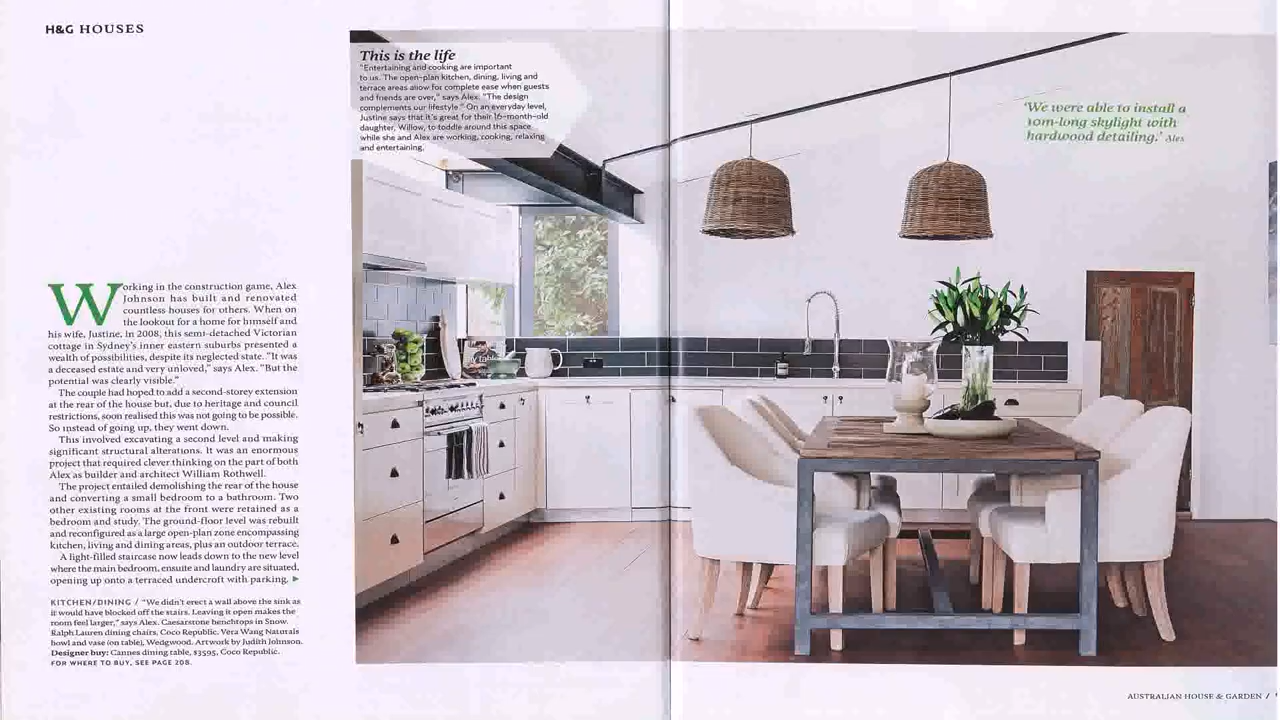 H&G HOUSES
This is the life
"Entertaining and cooking are important
to us. The open-plan kitchen, dining, living and
terrace areas allow for complete ease when guests
and friends are over," says Alex. "The design
complements our lifestyle." On an everyday level,
Justine says that it's great for their 16-month-old
daughter, Willow, to toddle around this space
while she and Alex are working, cooking, relaxing
and entertaining.
'We were able to install a
10m-long skylight with
hardwood detailing.' Alex
Working in the construction game, Alex
Johnson has built and renovated
countless houses for others. When on
the lookout for a home for himself and
his wife, Justine, in 2008, this semi-detached Victorian
cottage in Sydney's inner eastern suburbs presented a
wealth of possibilities, despite its neglected state. "It was
a deceased estate and very unloved," says Alex. "But the
potential was clearly visible."
The couple had hoped to add a second-storey extension
at the rear of the house but, due to heritage and council
restrictions, soon realised this was not going to be possible.
So instead of going up, they went down.
This involved excavating a second level and making
significant structural alterations. It was an enormous
project that required clever thinking on the part of both
Alex as builder and architect William Rothwell.
The project entailed demolishing the rear of the house
and converting a small bedroom to a bathroom. Two
other existing rooms at the front were retained as a
bedroom and study. The ground-floor level was rebuilt
and reconfigured as a large open-plan zone encompassing
kitchen, living and dining areas, plus an outdoor terrace.
A light-filled staircase now leads down to the new level
where the main bedroom, ensuite and laundry are situated,
opening up onto a terraced undercroft with parking. ►
KITCHEN/DINING / "We didn't erect a wall above the sink as
it would have blocked off the stairs. Leaving it open makes the
room feel larger," says Alex. Caesarstone benchtops in Snow.
Ralph Lauren dining chairs, Coco Republic. Vera Wang Naturals
bowl and vase (on table), Wedgwood. Artwork by Judith Johnson.
Designer buy: Cannes dining table, $3595, Coco Republic.
FOR WHERE TO BUY, SEE PAGE 208.
AUSTRALIAN HOUSE & GARDEN /